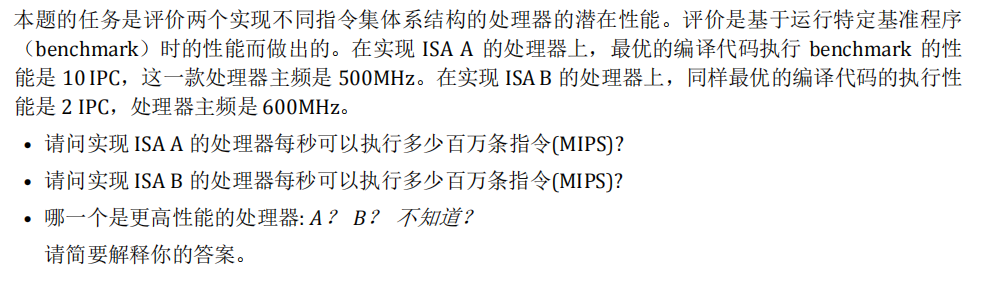 本题的任务是评价两个实现不同指令集体系结构的处理器的潜在性能。评价是基于运行特定基准程序
（benchmark）时的性能而做出的。在实现 ISA A 的处理器上，最优的编译代码执行 benchmark 的性
能是 10 IPC，这一款处理器主频是 500MHz。在实现 ISA B 的处理器上，同样最优的编译代码的执行性
能是 2 IPC，处理器主频是 600MHz。
• 请问实现 ISA A 的处理器每秒可以执行多少百万条指令(MIPS)?
• 请问实现 ISA B 的处理器每秒可以执行多少百万条指令(MIPS)?
• 哪一个是更高性能的处理器: A？ B？ 不知道？
请简要解释你的答案。